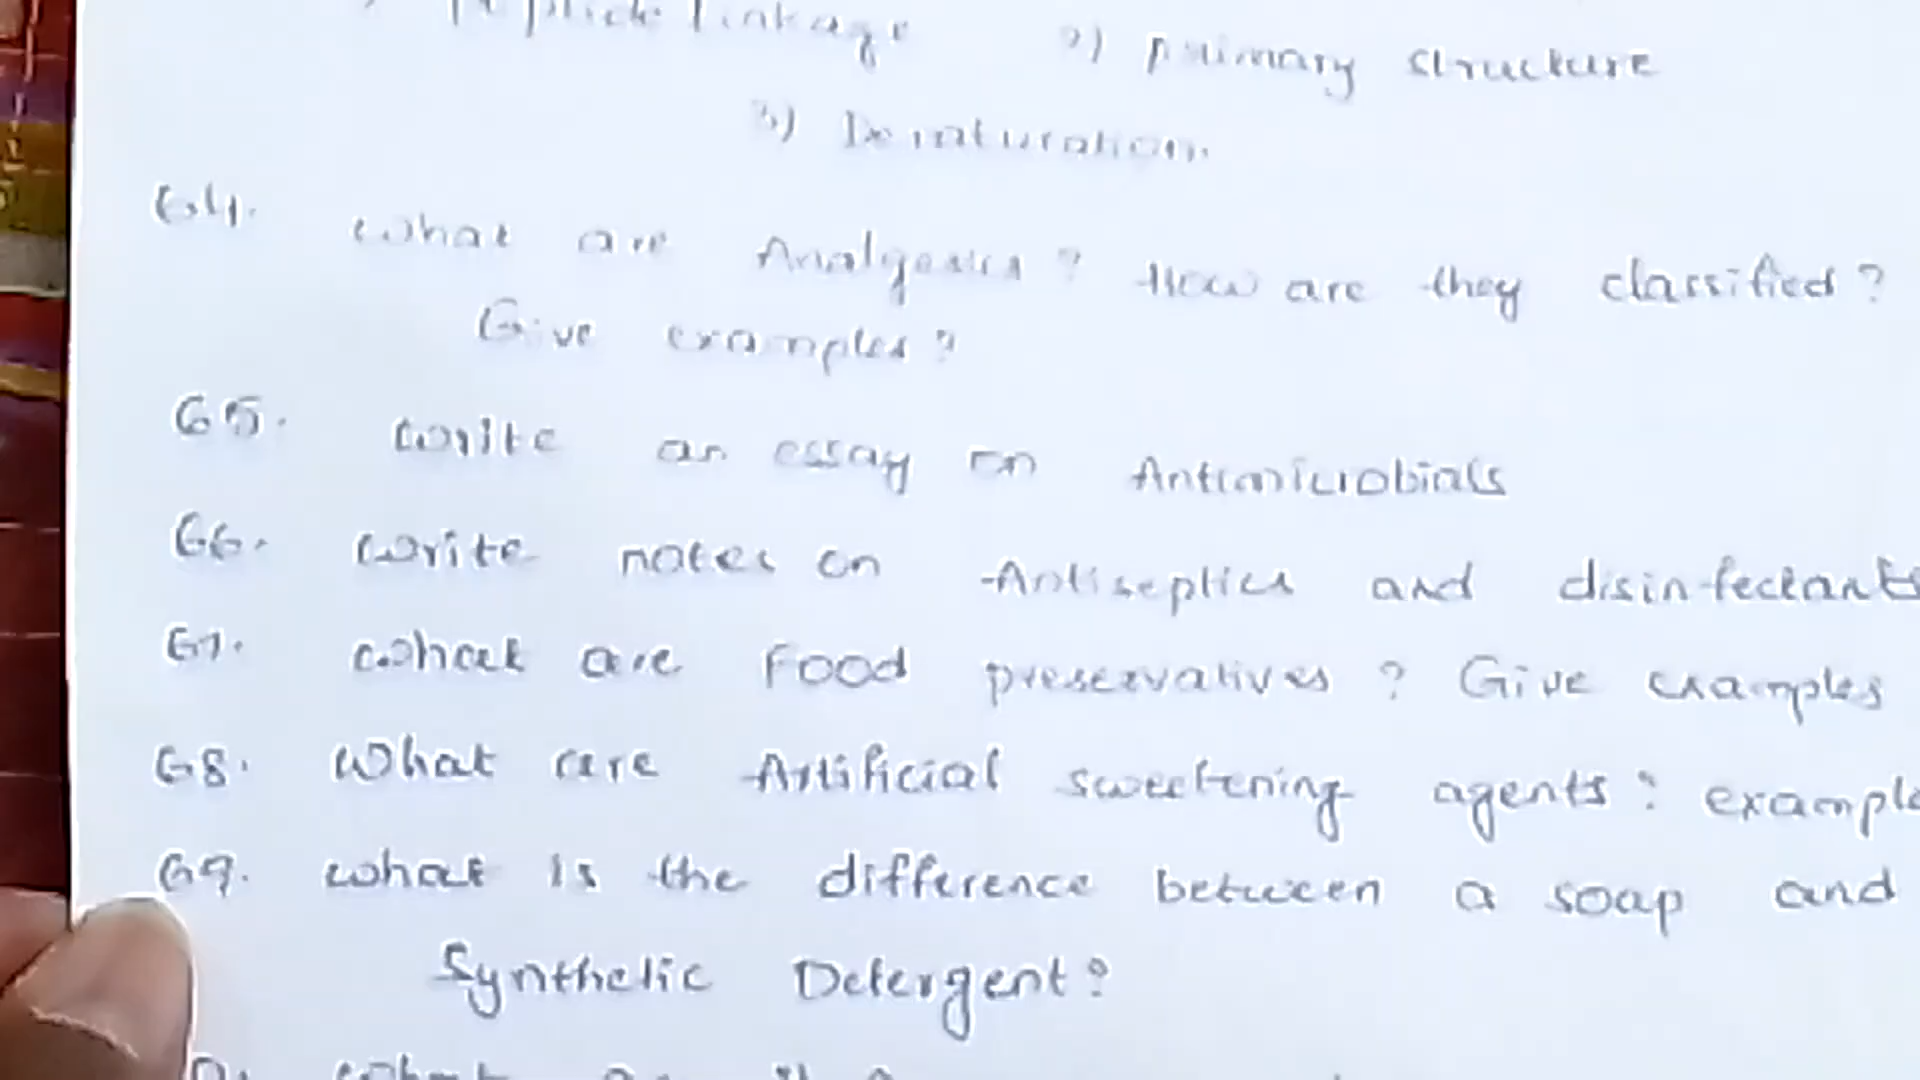 peptide linkage 2) primary structure
3) Denaturation
64. What are Analgesics? How are they classified?
Give examples?
65. Write an essay on Antimicrobials
66. Write notes on Antiseptics and disinfectants
67. What are Food preservatives? Give examples
68. What are Artificial sweetening agents? example
69. What is the difference between a soap and
Synthetic Detergent?